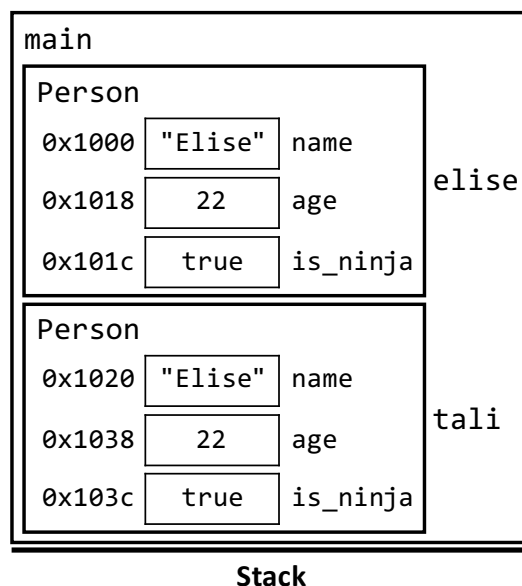 main
Person
0x1000 "Elise" name
0x1018 22 age
0x101c true is_ninja
elise
Person
0x1020 "Elise" name
0x1038 22 age
0x103c true is_ninja
tali
Stack